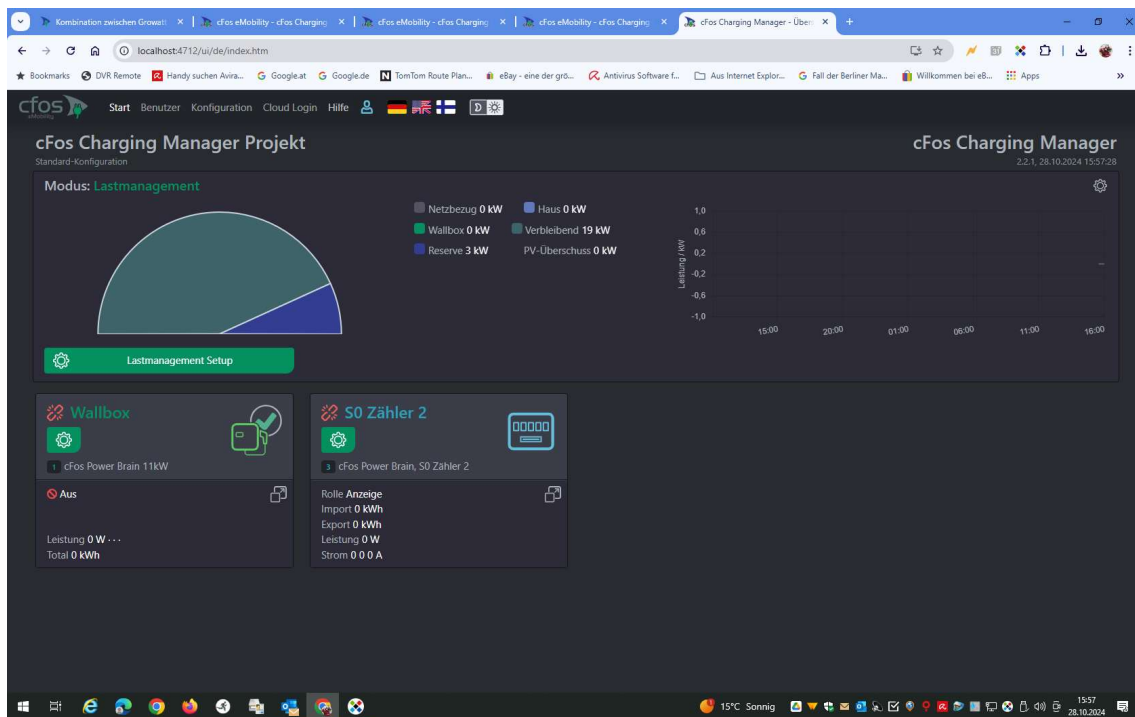 Kombination zwischen Growatt
cFos eMobility - cFos Charging
cFos eMobility - cFos Charging
cFos eMobility - cFos Charging
cFos Charging Manager - Über
localhost:4712/ui/de/index.htm
Bookmarks DVR Remote Handy suchen Avira... Google.at Google.de TomTom Route Plan... eBay - eine der grö... Antivirus Software f... Aus Internet Explor... Fall der Berliner Ma... Willkommen bei eB... Apps »
cfos eMobility Start Benutzer Konfiguration Cloud Login Hilfe D
cFos Charging Manager Projekt
Standard-Konfiguration
cFos Charging Manager
2.2.1, 28.10.2024 15:57:28
Modus: Lastmanagement
Netzbezug 0 kW Haus 0 kW
Wallbox 0 kW Verbleibend 19 kW
Reserve 3 kW PV-Überschuss 0 kW
Leistung / kW
1,0
0,6
0,2
-0,2
-0,6
-1,0
15:00 20:00 01:00 06:00 11:00 16:00
Lastmanagement Setup
Wallbox
1 cFos Power Brain 11kW
Aus
Leistung 0 W · · ·
Total 0 kWh
S0 Zähler 2
3 cFos Power Brain, S0 Zähler 2
Rolle Anzeige
Import 0 kWh
Export 0 kWh
Leistung 0 W
Strom 0 0 0 A
15°C Sonnig
15:57
28.10.2024